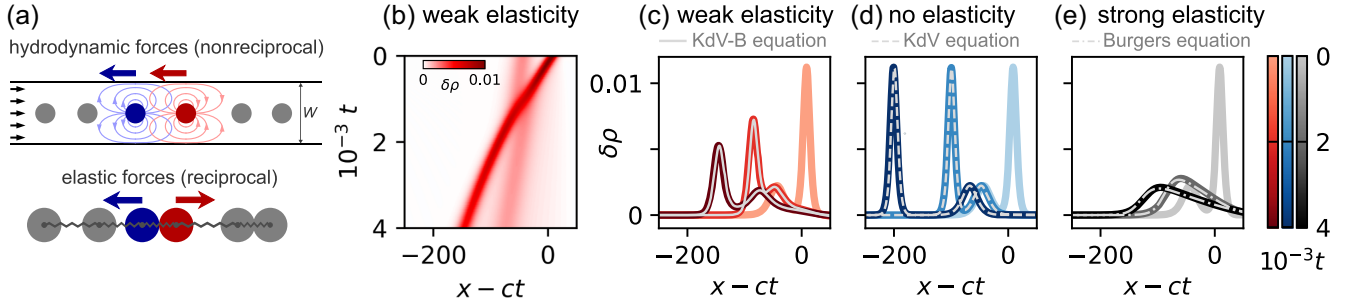 (a)
hydrodynamic forces (nonreciprocal)
W
elastic forces (reciprocal)
(b) weak elasticity
0
2
4
10⁻³ t
0 0.01
δρ
−200 0
x − ct
(c) weak elasticity
KdV-B equation
0.01
0
δρ
−200 0
x − ct
(d) no elasticity
KdV equation
−200 0
x − ct
(e) strong elasticity
Burgers equation
−200 0
x − ct
0
2
4
10⁻³t